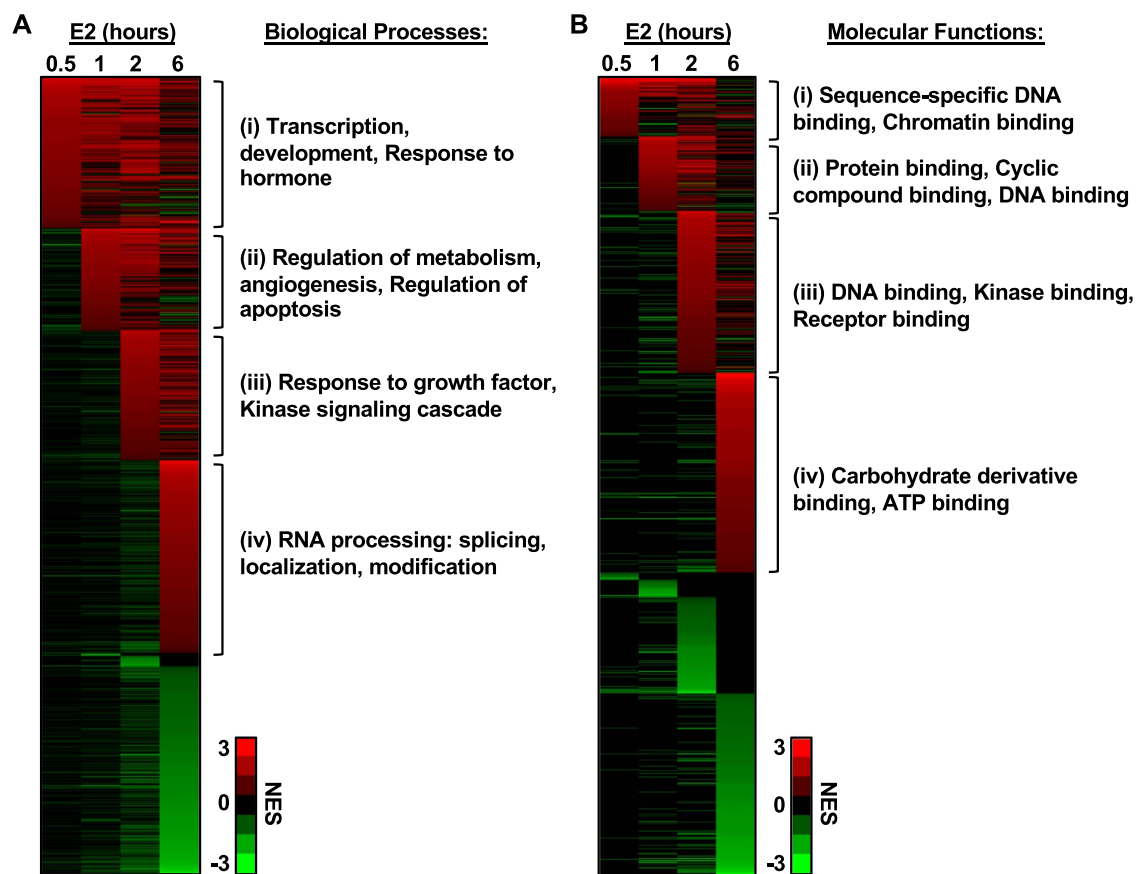 A
E2 (hours)
Biological Processes:
0.5 1 2 6
(i) Transcription,
development, Response to
hormone
(ii) Regulation of metabolism,
angiogenesis, Regulation of
apoptosis
(iii) Response to growth factor,
Kinase signaling cascade
(iv) RNA processing: splicing,
localization, modification
3
0
-3
NES
B
E2 (hours)
Molecular Functions:
0.5 1 2 6
(i) Sequence-specific DNA
binding, Chromatin binding
(ii) Protein binding, Cyclic
compound binding, DNA binding
(iii) DNA binding, Kinase binding,
Receptor binding
(iv) Carbohydrate derivative
binding, ATP binding
3
0
-3
NES